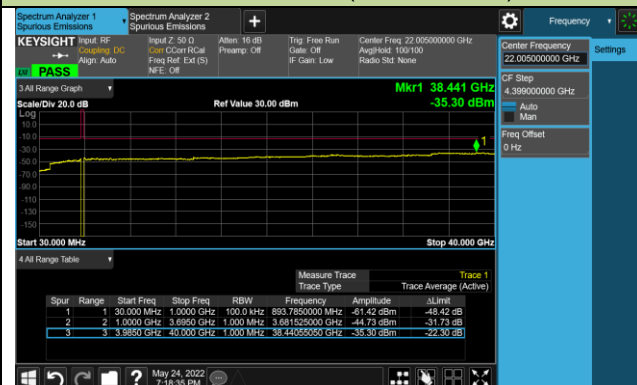 Spectrum Analyzer 1
Spurious Emissions
Spectrum Analyzer 2
Spurious Emissions
+
Frequency
KEYSIGHT
Input: RF
Coupling: DC
Align: Auto
Input Z: 50 Ω
Corr CCorr RCal
Freq Ref: Ext (S)
NFE: Off
Atten: 16 dB
Preamp: Off
Trig: Free Run
Gate: Off
IF Gain: Low
Center Freq: 22.005000000 GHz
Avg|Hold: 100/100
Radio Std: None
PASS
Center Frequency
22.005000000 GHz
Settings
CF Step
4.399000000 GHz
Auto
Man
Freq Offset
0 Hz
3 All Range Graph
Mkr1 38.441 GHz
Scale/Div 20.0 dB
Ref Value 30.00 dBm
-35.30 dBm
Log
10.0
-10.0
-30.0
-50.0
-70.0
-90.0
-110
-130
-150
1
Start 30.000 MHz
Stop 40.000 GHz
4 All Range Table
Measure Trace Trace 1
Trace Type Trace Average (Active)
Spur Range Start Freq Stop Freq RBW Frequency Amplitude ΔLimit
1 1 30.000 MHz 1.0000 GHz 100.0 kHz 893.7850000 MHz -61.42 dBm -48.42 dB
2 2 1.0000 GHz 3.6950 GHz 1.000 MHz 3.681525000 GHz -44.73 dBm -31.73 dB
3 3 3.9850 GHz 40.000 GHz 1.000 MHz 38.44055050 GHz -35.30 dBm -22.30 dB
?
May 24, 2022
7:18:35 PM